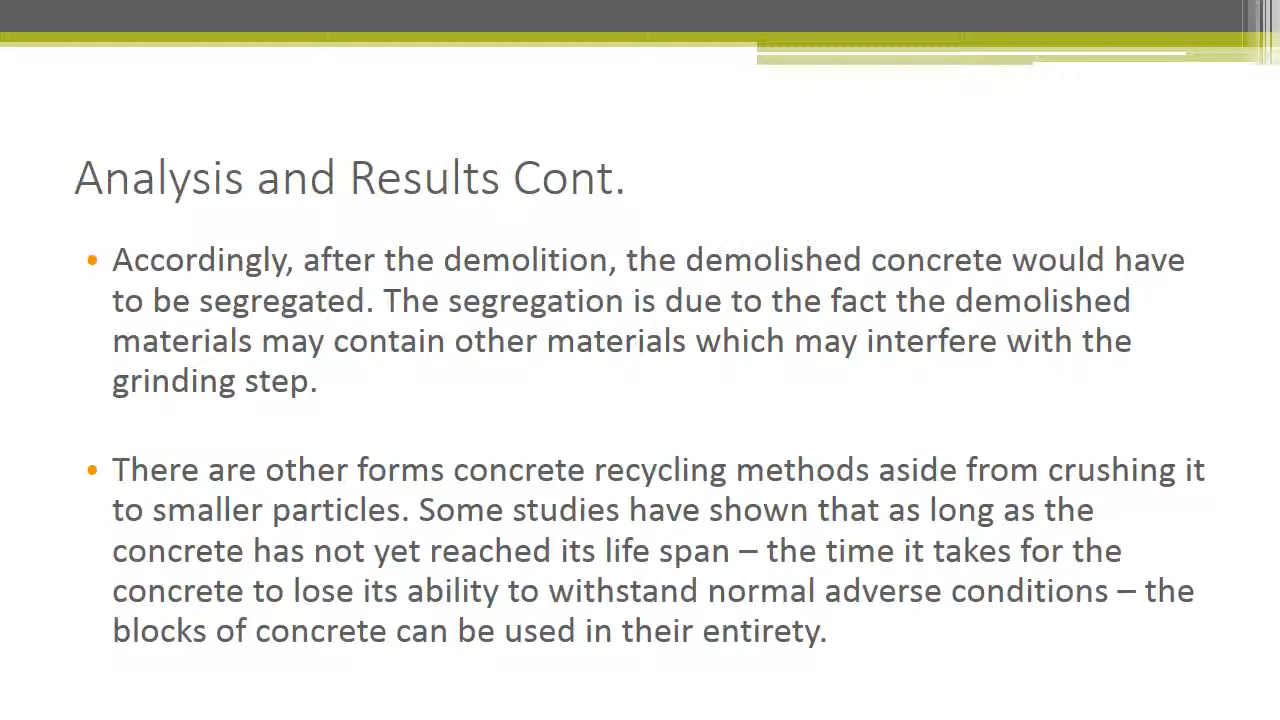 Analysis and Results Cont.
• Accordingly, after the demolition, the demolished concrete would have
to be segregated. The segregation is due to the fact the demolished
materials may contain other materials which may interfere with the
grinding step.
• There are other forms concrete recycling methods aside from crushing it
to smaller particles. Some studies have shown that as long as the
concrete has not yet reached its life span – the time it takes for the
concrete to lose its ability to withstand normal adverse conditions – the
blocks of concrete can be used in their entirety.